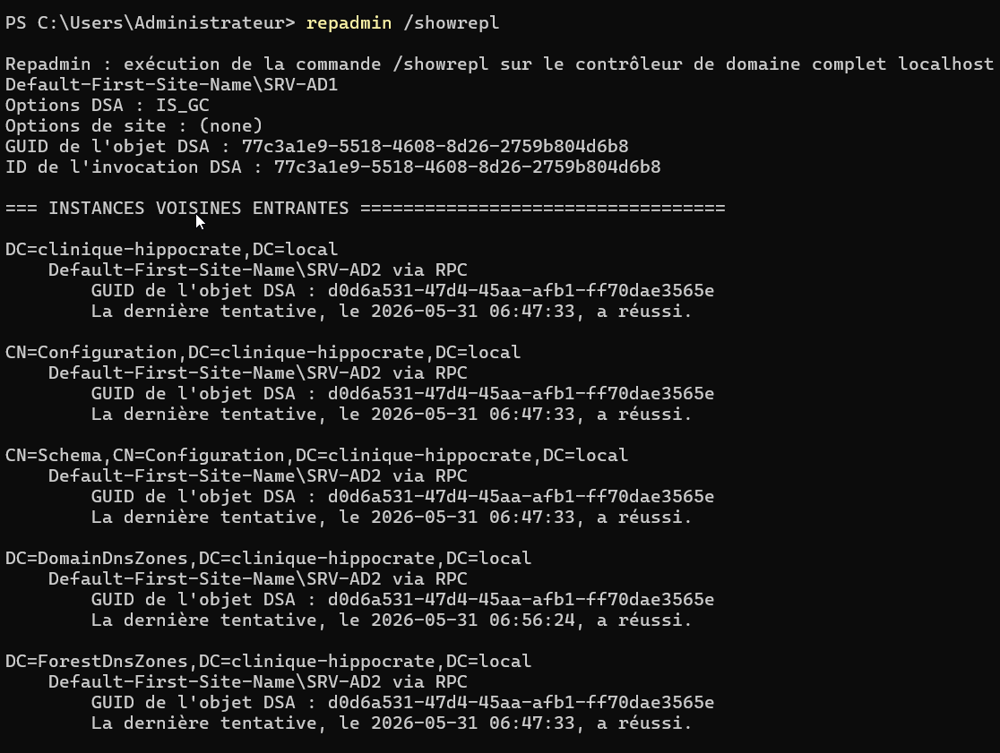 PS C:\Users\Administrateur> repadmin /showrepl
Repadmin : exécution de la commande /showrepl sur le contrôleur de domaine complet localhost
Default-First-Site-Name\SRV-AD1
Options DSA : IS_GC
Options de site : (none)
GUID de l'objet DSA : 77c3a1e9-5518-4608-8d26-2759b804d6b8
ID de l'invocation DSA : 77c3a1e9-5518-4608-8d26-2759b804d6b8
=== INSTANCES VOISINES ENTRANTES ==================================
DC=clinique-hippocrate,DC=local
Default-First-Site-Name\SRV-AD2 via RPC
GUID de l'objet DSA : d0d6a531-47d4-45aa-afb1-ff70dae3565e
La dernière tentative, le 2026-05-31 06:47:33, a réussi.
CN=Configuration,DC=clinique-hippocrate,DC=local
Default-First-Site-Name\SRV-AD2 via RPC
GUID de l'objet DSA : d0d6a531-47d4-45aa-afb1-ff70dae3565e
La dernière tentative, le 2026-05-31 06:47:33, a réussi.
CN=Schema,CN=Configuration,DC=clinique-hippocrate,DC=local
Default-First-Site-Name\SRV-AD2 via RPC
GUID de l'objet DSA : d0d6a531-47d4-45aa-afb1-ff70dae3565e
La dernière tentative, le 2026-05-31 06:47:33, a réussi.
DC=DomainDnsZones,DC=clinique-hippocrate,DC=local
Default-First-Site-Name\SRV-AD2 via RPC
GUID de l'objet DSA : d0d6a531-47d4-45aa-afb1-ff70dae3565e
La dernière tentative, le 2026-05-31 06:56:24, a réussi.
DC=ForestDnsZones,DC=clinique-hippocrate,DC=local
Default-First-Site-Name\SRV-AD2 via RPC
GUID de l'objet DSA : d0d6a531-47d4-45aa-afb1-ff70dae3565e
La dernière tentative, le 2026-05-31 06:47:33, a réussi.